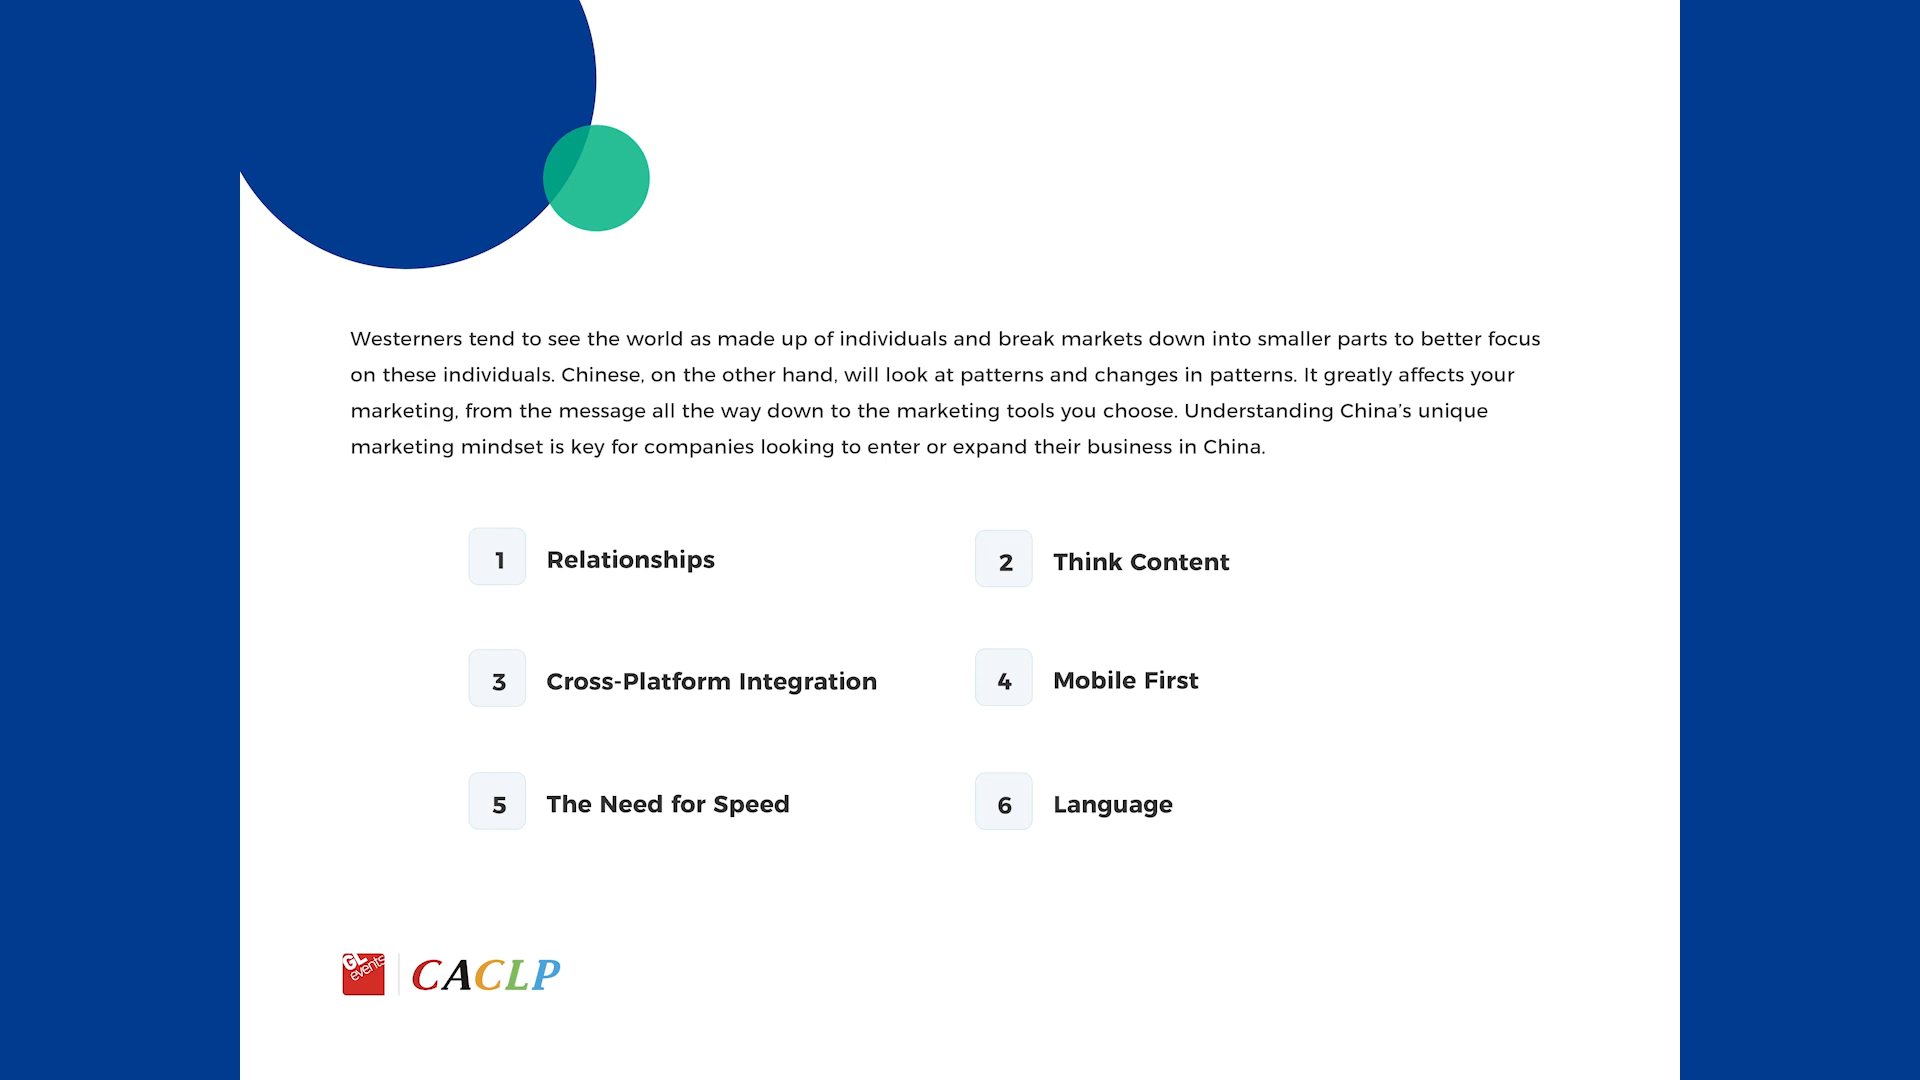 Westerners tend to see the world as made up of individuals and break markets down into smaller parts to better focus
on these individuals. Chinese, on the other hand, will look at patterns and changes in patterns. It greatly affects your
marketing, from the message all the way down to the marketing tools you choose. Understanding China’s unique
marketing mindset is key for companies looking to enter or expand their business in China.
1 Relationships
2 Think Content
3 Cross-Platform Integration
4 Mobile First
5 The Need for Speed
6 Language
GL
events
CACLP